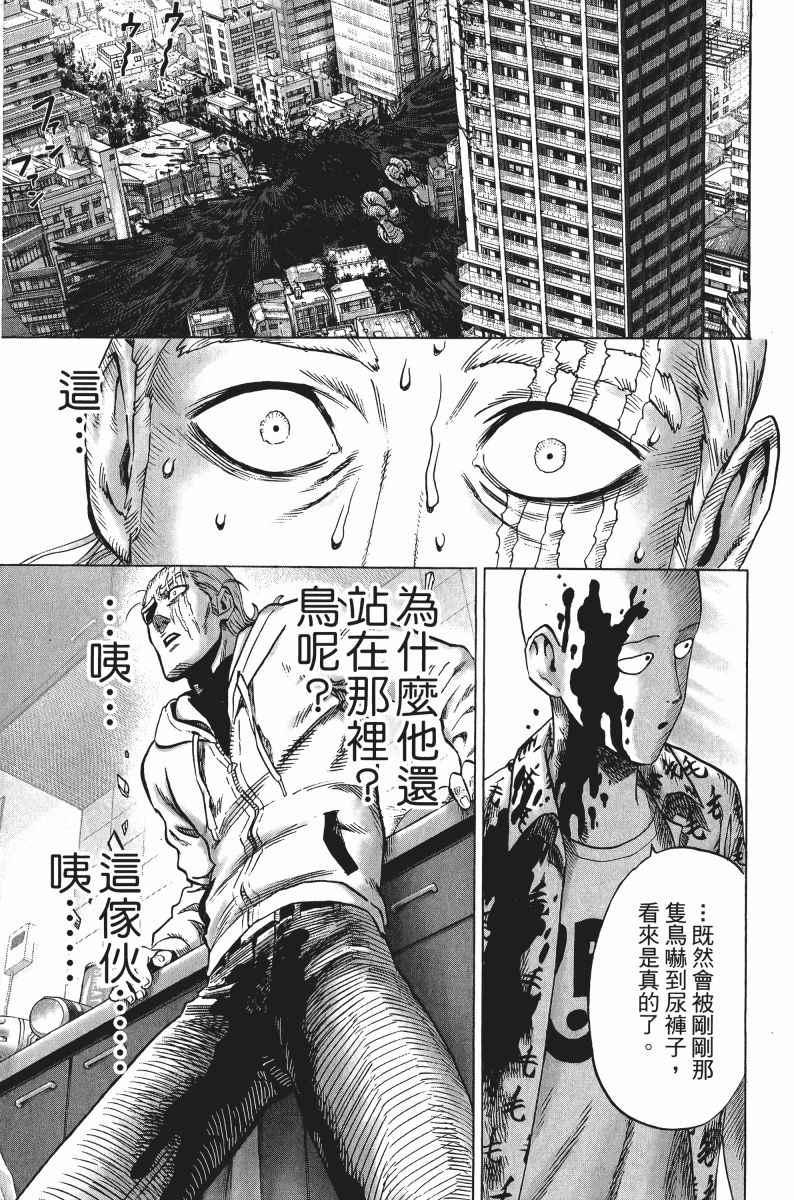 ウ～
ウ～
ファン
ファン
這…
…既然會被剛剛那
隻鳥嚇到尿褲子，
看來是真的了。
為什麼他還
站在那裡？
鳥呢？
…咦…
這傢伙……
咦……